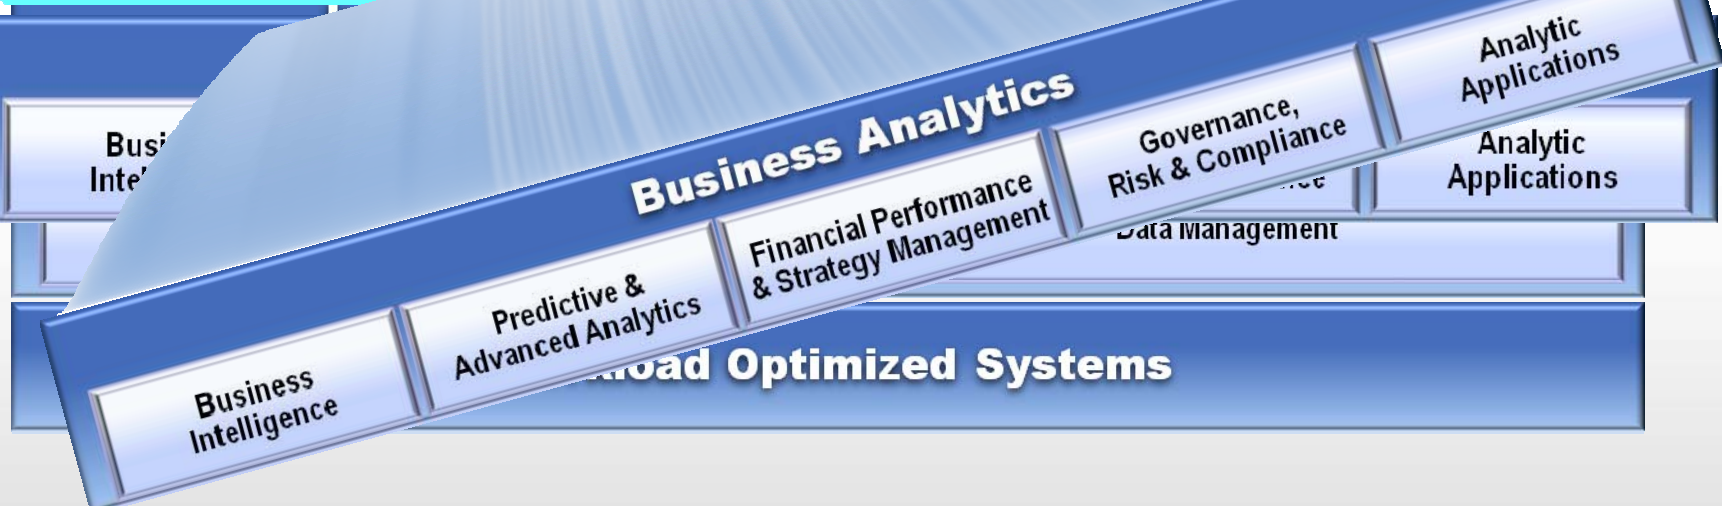 Business Analytics
Business
Intelligence
Predictive &
Advanced Analytics
Financial Performance
& Strategy Management
Governance,
Risk & Compliance
Analytic
Applications
Analytic
Applications
Data Management
Optimized Systems